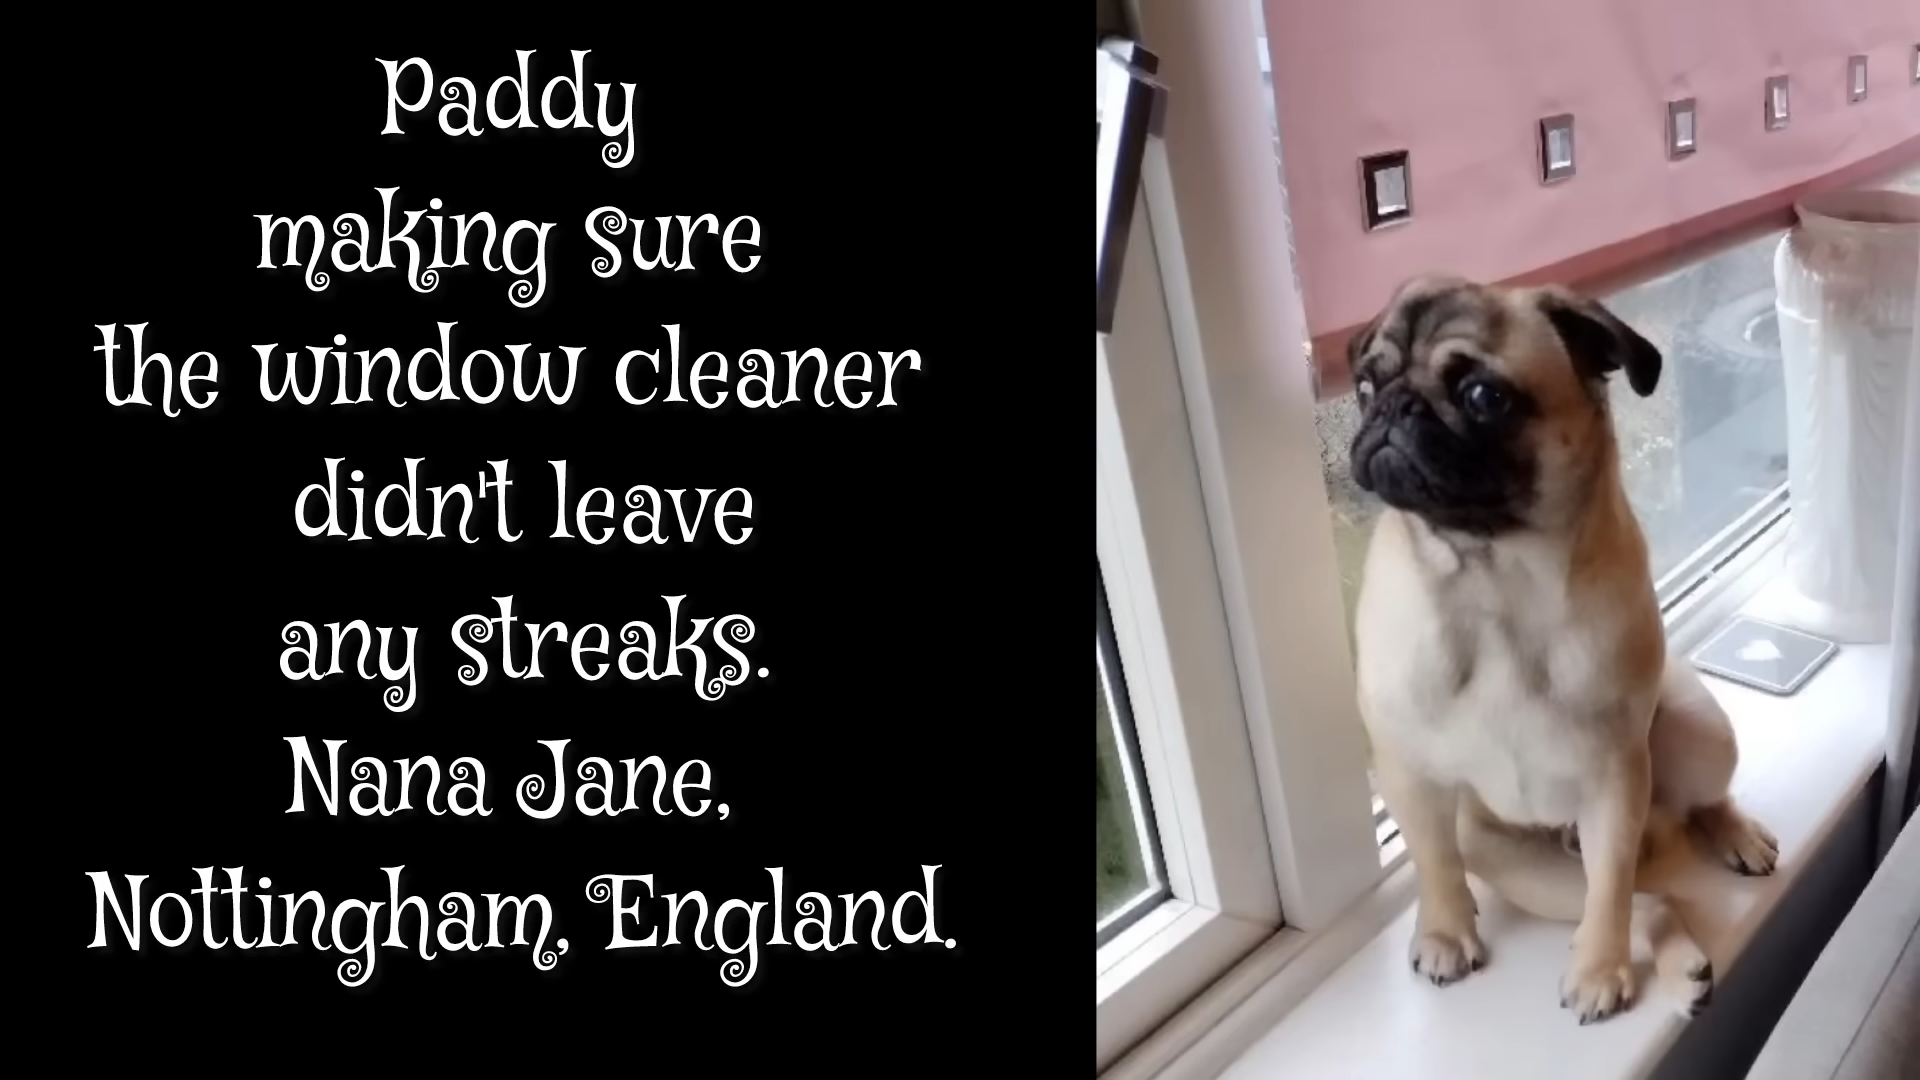 Paddy
making sure
the window cleaner
didn't leave
any streaks.
Nana Jane,
Nottingham, England.